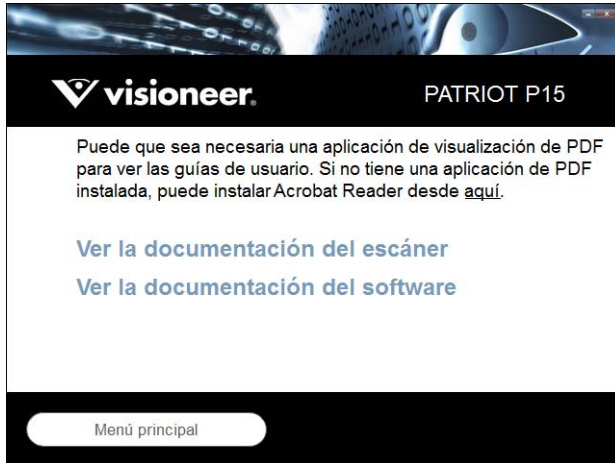 visioneer.
PATRIOT P15
Puede que sea necesaria una aplicación de visualización de PDF
para ver las guías de usuario. Si no tiene una aplicación de PDF
instalada, puede instalar Acrobat Reader desde aquí.
Ver la documentación del escáner
Ver la documentación del software
Menú principal